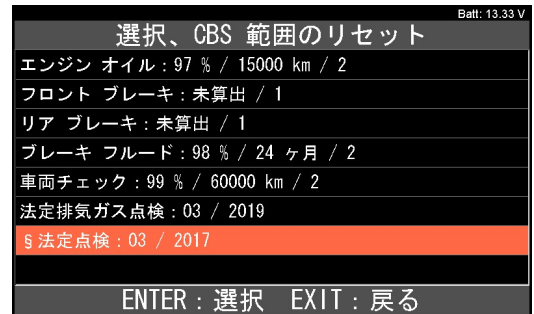 Batt: 13.33 V
選択、CBS 範囲のリセット
エンジン オイル：97 % / 15000 km / 2
フロント ブレーキ：未算出 / 1
リア ブレーキ：未算出 / 1
ブレーキ フルード：98 % / 24 ヶ月 / 2
車両チェック：99 % / 60000 km / 2
法定排気ガス点検：03 / 2019
§法定点検：03 / 2017
ENTER：選択 EXIT：戻る